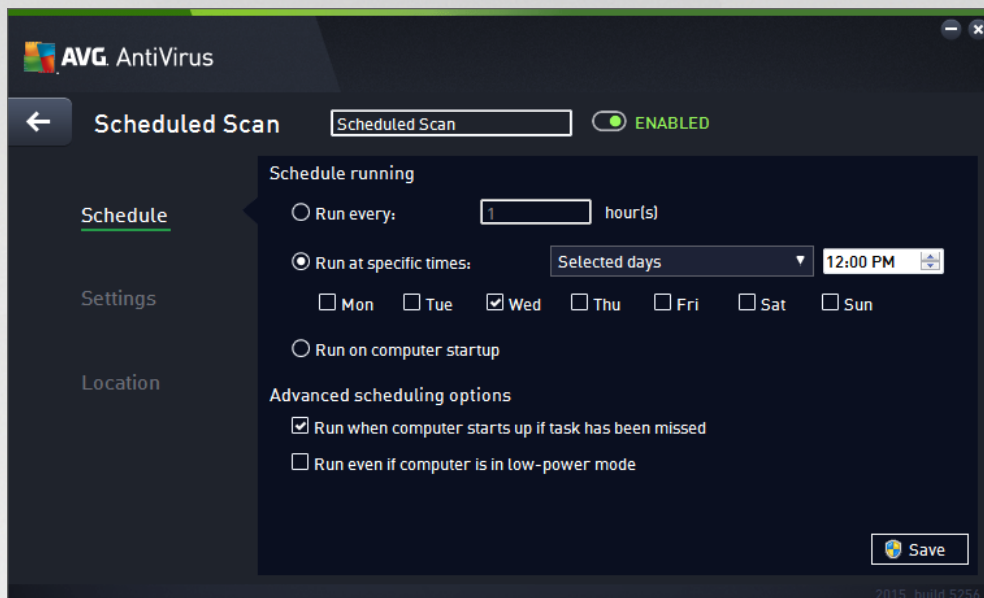 AVG. AntiVirus
Scheduled Scan Scheduled Scan ENABLED
Schedule
Settings
Location
Schedule running
Run every: 1 hour(s)
Run at specific times: Selected days 12:00 PM
Mon Tue Wed Thu Fri Sat Sun
Run on computer startup
Advanced scheduling options
Run when computer starts up if task has been missed
Run even if computer is in low-power mode
Save
2015, build 5256